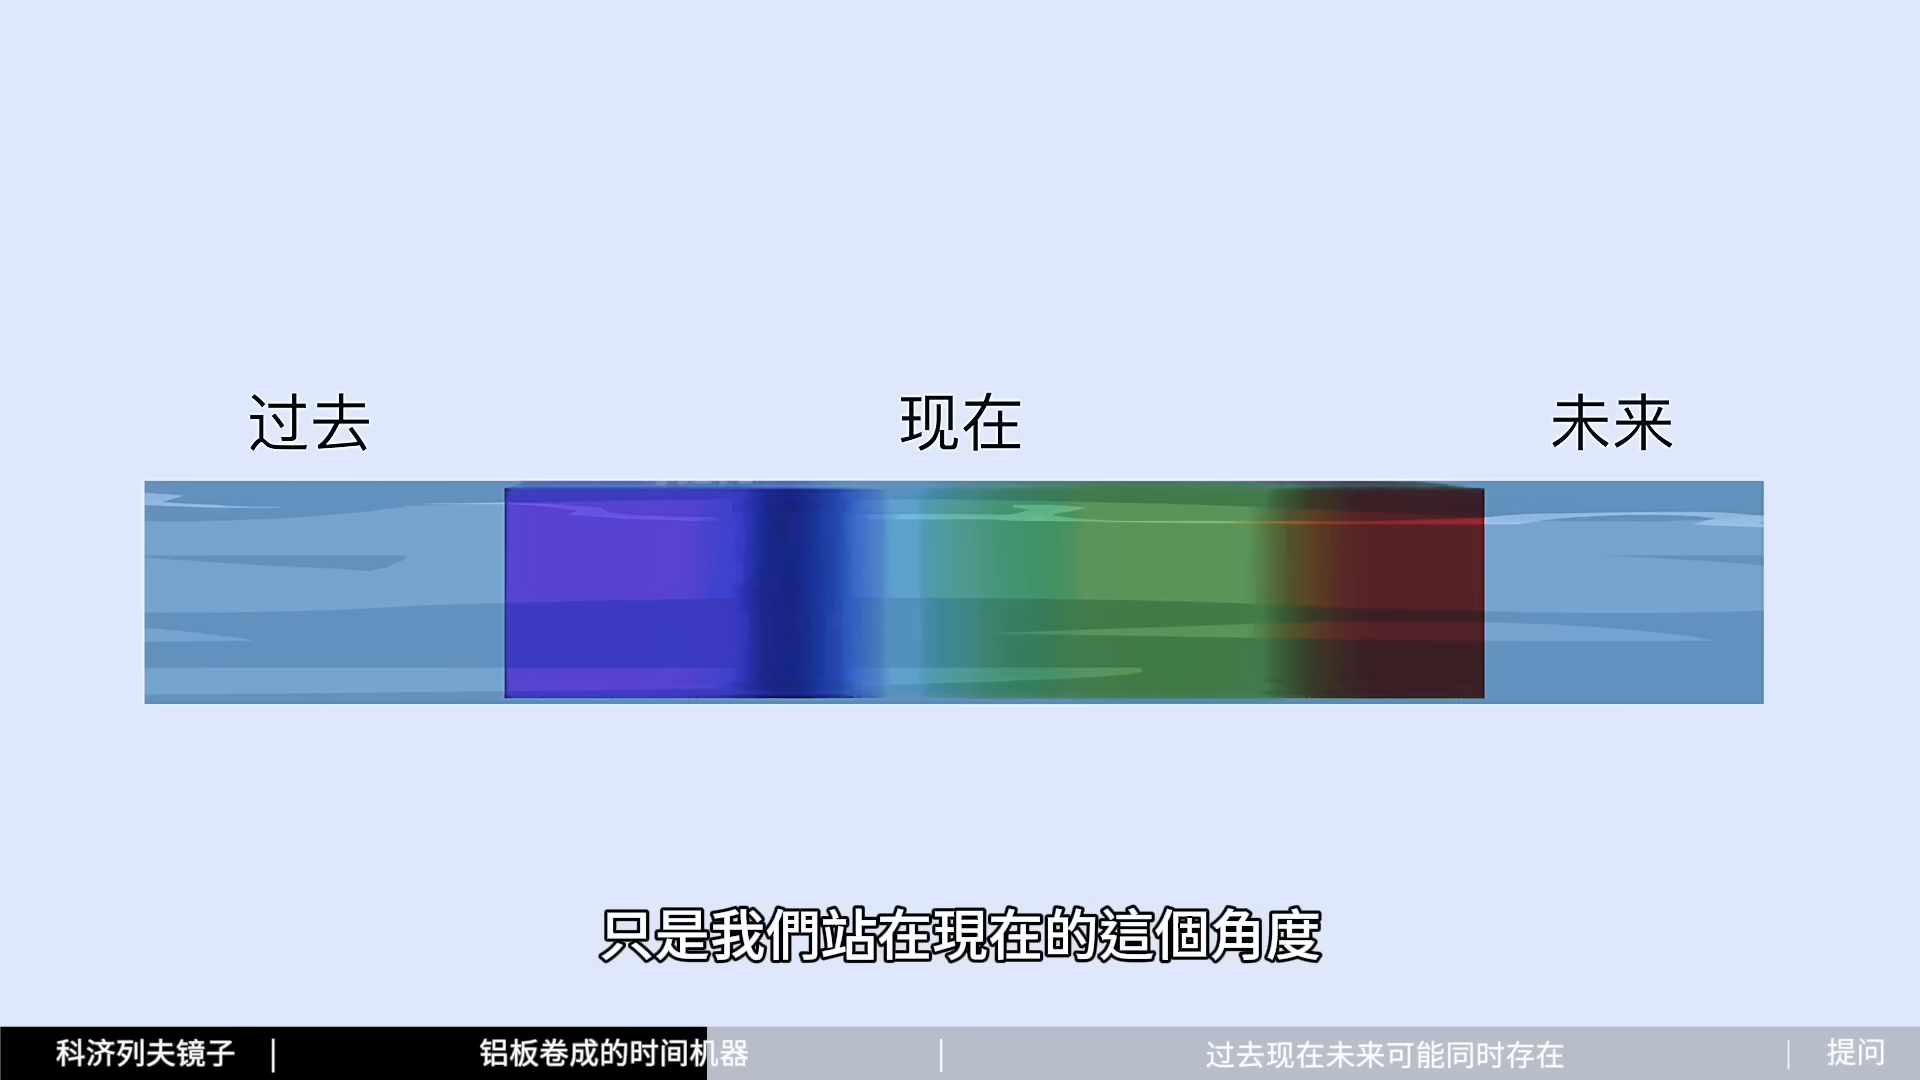 过去
现在
未来
只是我們站在現在的這個角度
科济列夫镜子
铝板卷成的时间机器
过去现在未来可能同时存在
提问